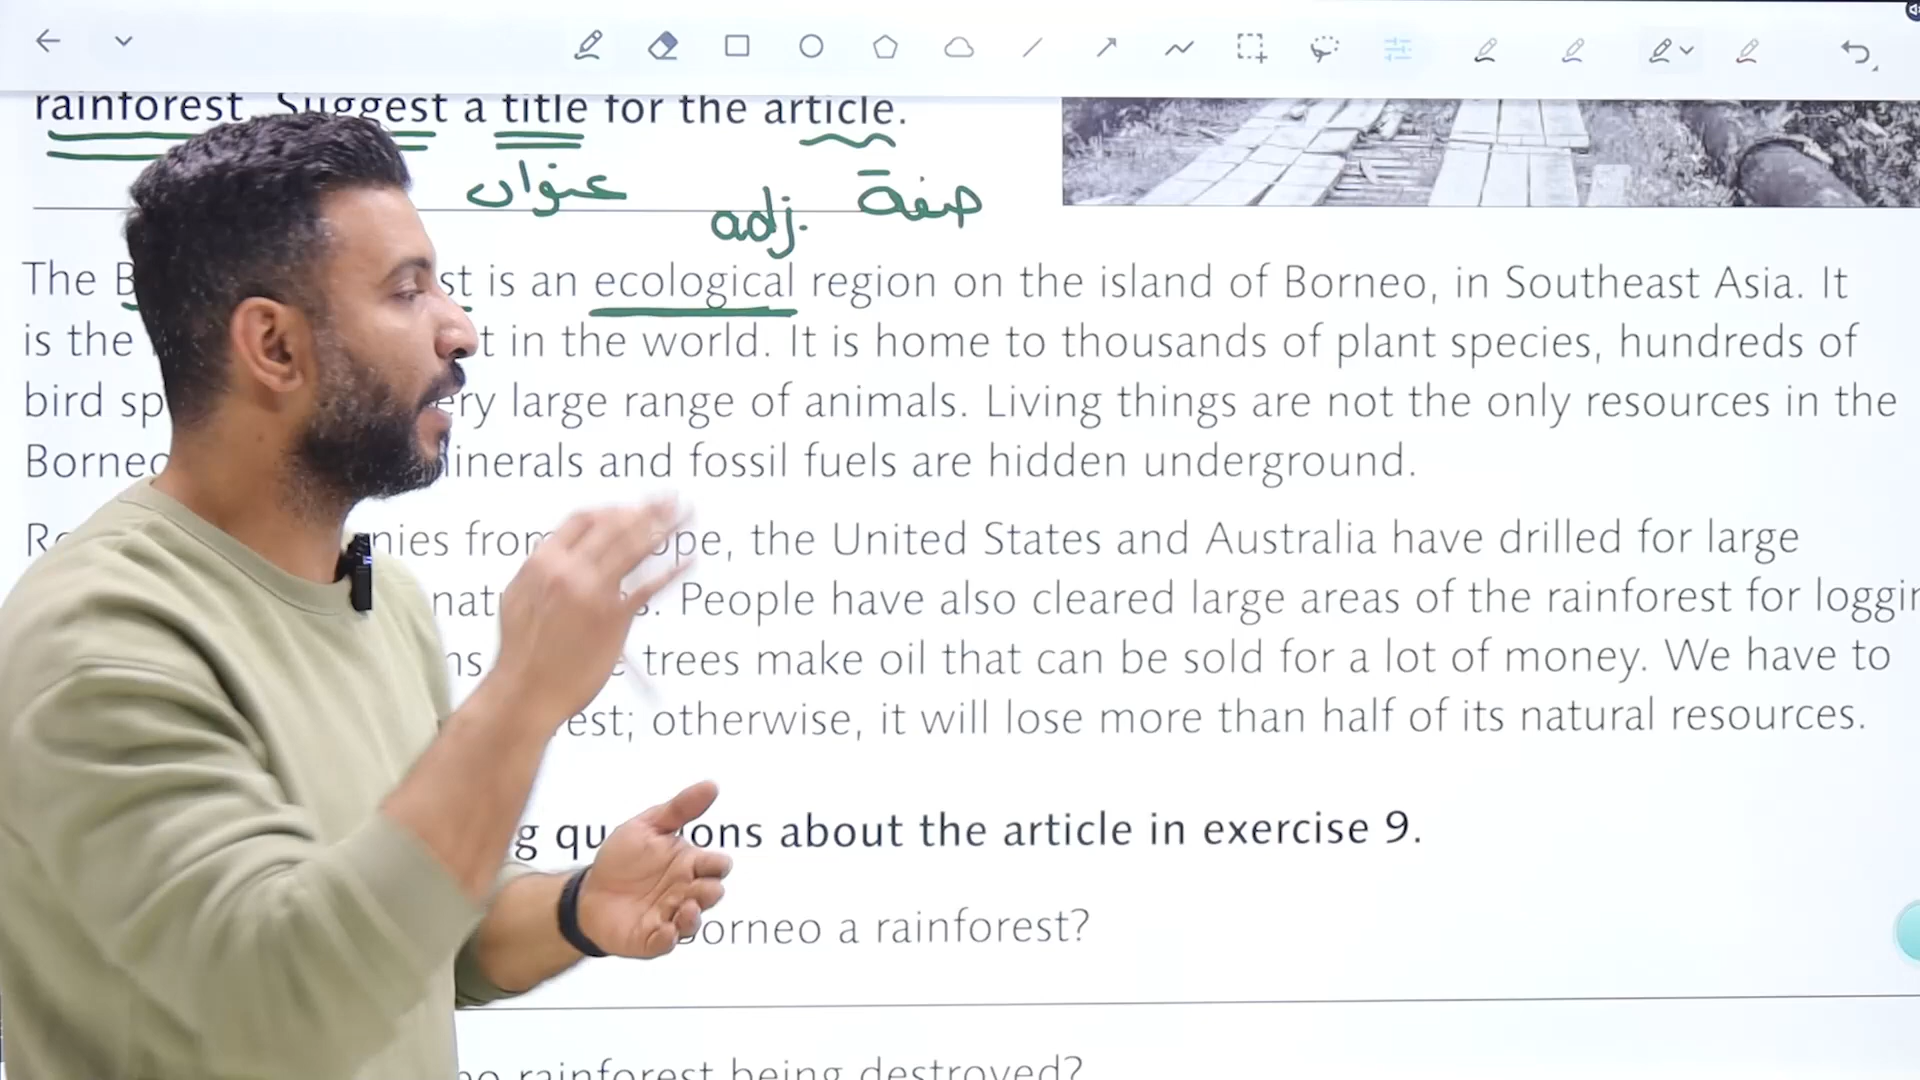 rainforest. Suggest a title for the article.
عنوان adj. صفة
The B st is an ecological region on the island of Borneo, in Southeast Asia. It
is the t in the world. It is home to thousands of plant species, hundreds of
bird sp ery large range of animals. Living things are not the only resources in the
Borneo inerals and fossil fuels are hidden underground.
nies from ope, the United States and Australia have drilled for large
nat s. People have also cleared large areas of the rainforest for loggin
ns trees make oil that can be sold for a lot of money. We have to
est; otherwise, it will lose more than half of its natural resources.
g qu ons about the article in exercise 9.
Borneo a rainforest?
rainforest being destroyed?